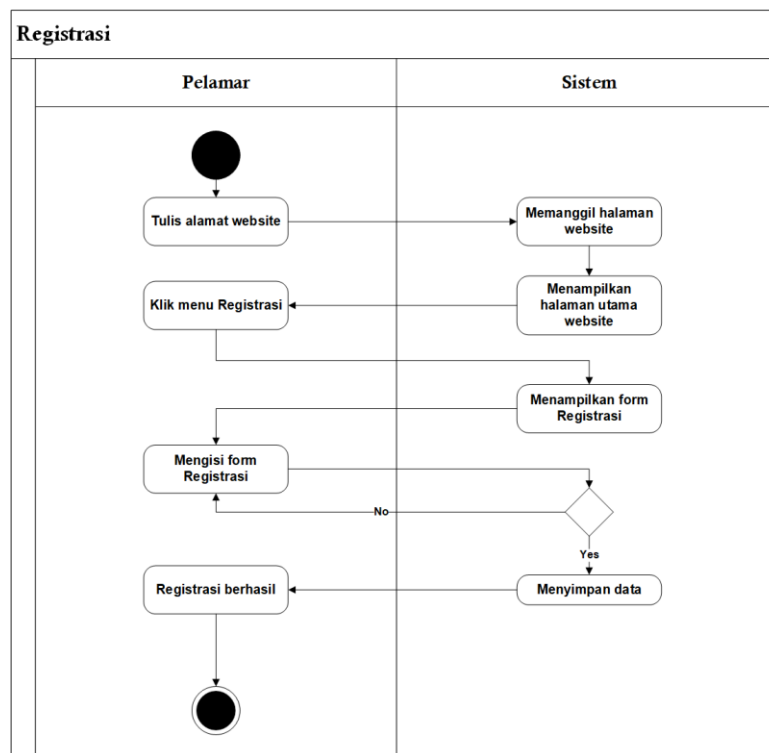 Registrasi
Pelamar
Sistem
Tulis alamat website
Memanggil halaman
website
Klik menu Registrasi
Menampilkan
halaman utama
website
Menampilkan form
Registrasi
Mengisi form
Registrasi
No
Yes
Registrasi berhasil
Menyimpan data